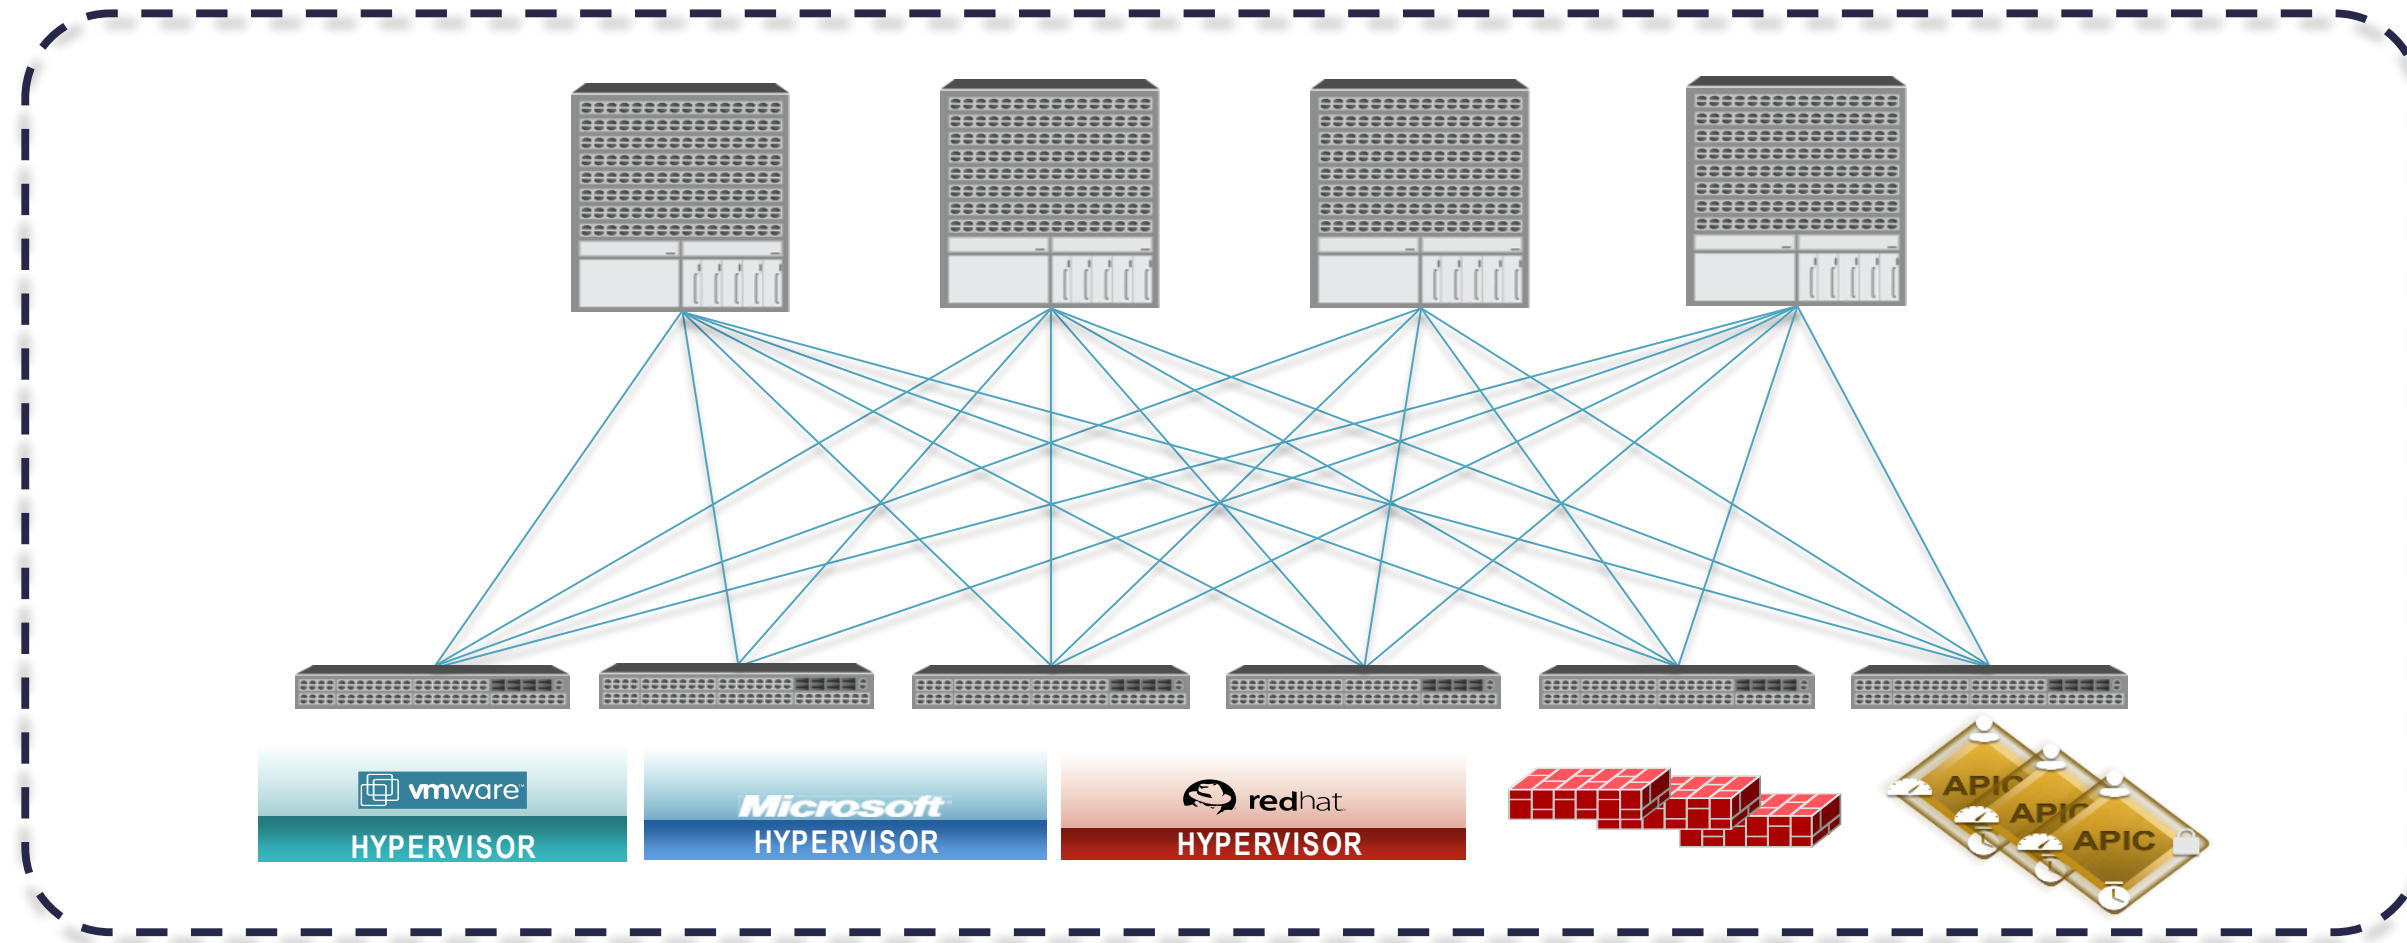 vmware
HYPERVISOR
Microsoft
HYPERVISOR
redhat
HYPERVISOR
APIC
APIC
APIC